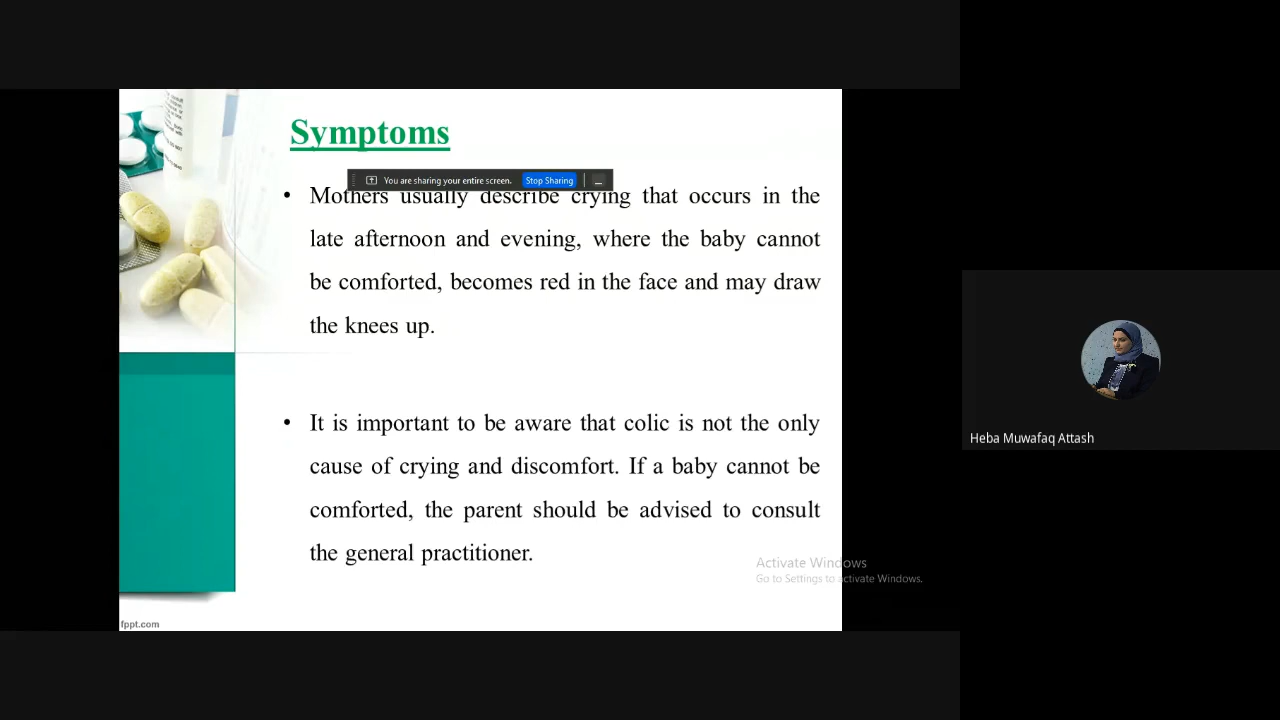 Symptoms
You are sharing your entire screen. Stop Sharing
• Mothers usually describe crying that occurs in the
late afternoon and evening, where the baby cannot
be comforted, becomes red in the face and may draw
the knees up.
• It is important to be aware that colic is not the only
cause of crying and discomfort. If a baby cannot be
comforted, the parent should be advised to consult
the general practitioner.
Heba Muwafaq Attash
Activate Windows
Go to Settings to activate Windows.
fppt.com